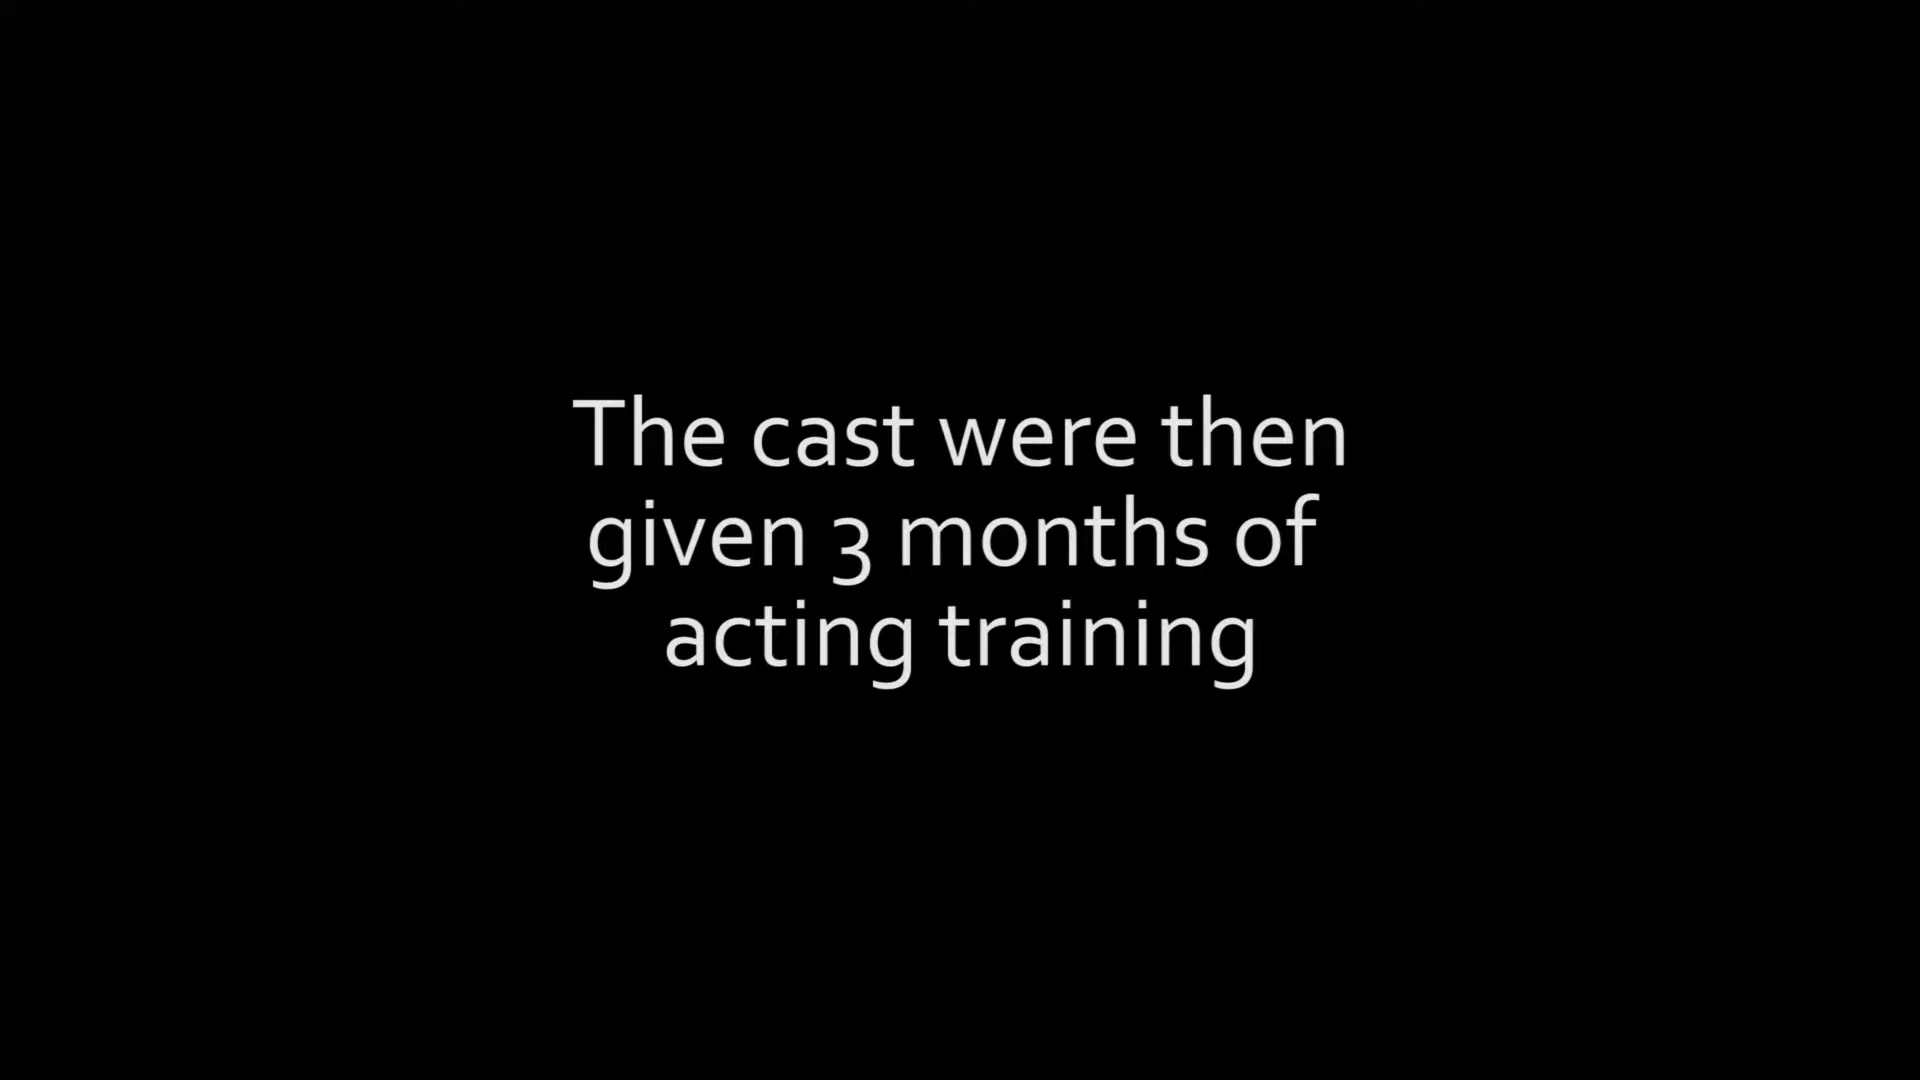 The cast were then
given 3 months of
acting training